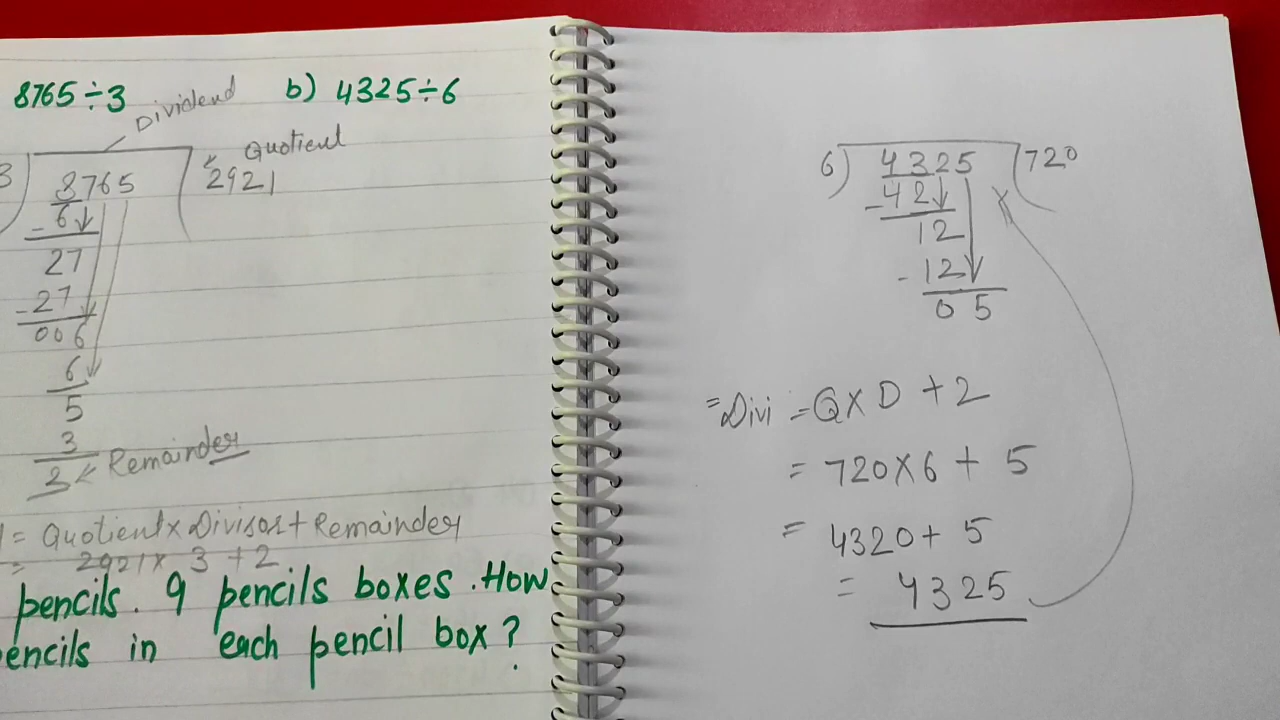 8765÷3 b) 4325÷6
Dividend
Quotient
3) 8765 ( 2921
-6
27
-27
006
6
5
3
2 Remainder
= Quotient x Divisor + Remainder
= 2921 x 3 + 2
pencils. 9 pencils boxes. How
encils in each pencil box?
6) 4325 ( 720
-42
12
-12
05
= Divi = Q x D + 2
= 720 x 6 + 5
= 4320 + 5
= 4325